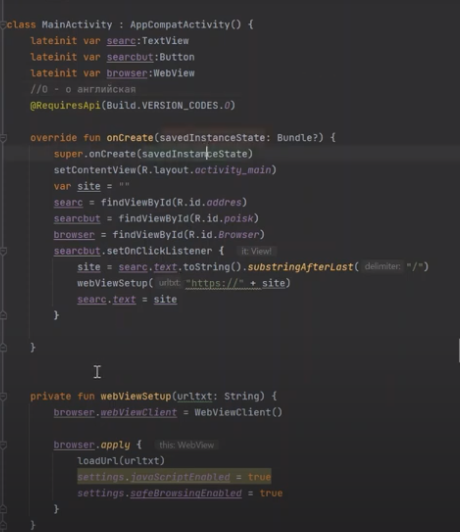 class MainActivity : AppCompatActivity() {
lateinit var searc:TextView
lateinit var searcbut:Button
lateinit var browser:WebView
//O - о английская
@RequiresApi(Build.VERSION_CODES.O)
override fun onCreate(savedInstanceState: Bundle?) {
super.onCreate(savedInstanceState)
setContentView(R.layout.activity_main)
var site = ""
searc = findViewById(R.id.addres)
searcbut = findViewById(R.id.poisk)
browser = findViewById(R.id.Browser)
searcbut.setOnClickListener { it: View!
site = searc.text.toString().substringAfterLast( delimiter: "/")
webViewSetup( urltxt: "https://" + site)
searc.text = site
}
}
private fun webViewSetup(urltxt: String) {
browser.webViewClient = WebViewClient()
browser.apply { this: WebView
loadUrl(urltxt)
settings.javaScriptEnabled = true
settings.safeBrowsingEnabled = true
}
}